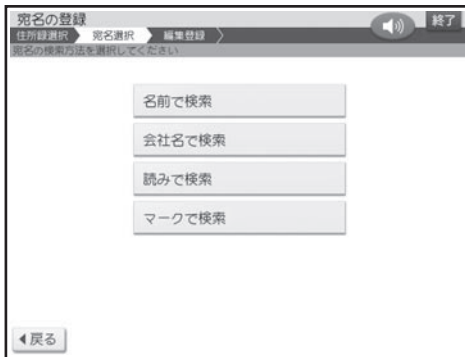 宛名の登録
終了
住所録選択 宛名選択 編集登録
宛名の検索方法を選択してください
名前で検索
会社名で検索
読みで検索
マークで検索
戻る